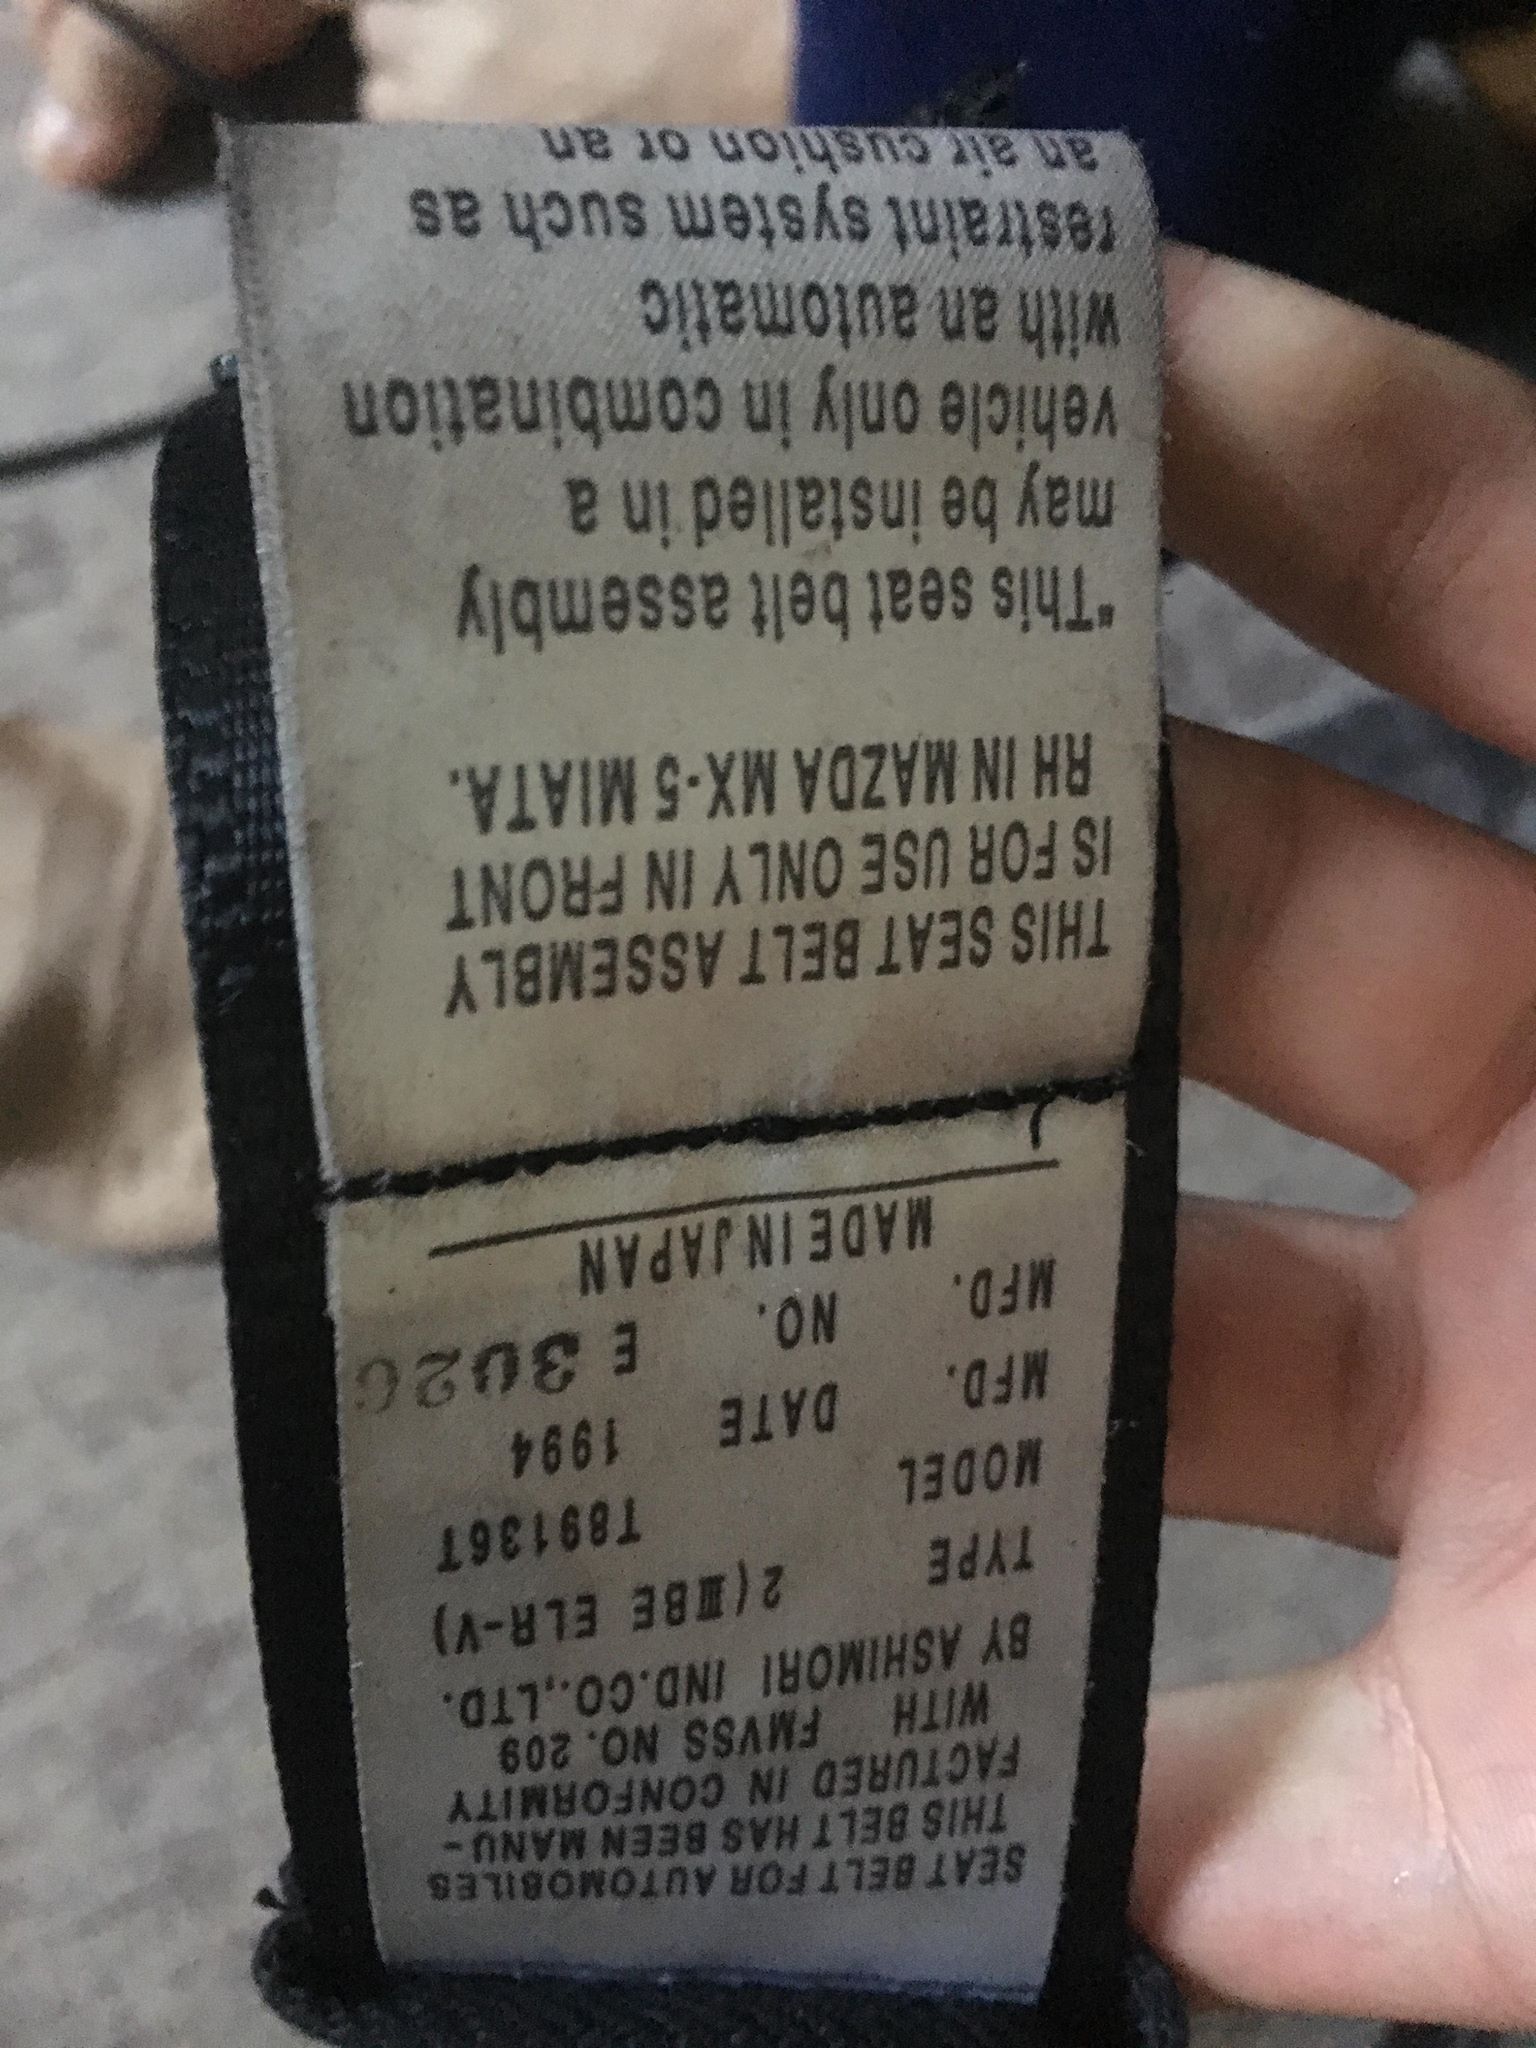 SEAT BELT FOR AUTOMOBILES
THIS BELT HAS BEEN MANU-
FACTURED IN CONFORMITY
WITH FMVSS NO. 209
BY ASHIMORI IND.CO.,LTD.
TYPE 2(ⅢBE ELR-V)
MODEL T89136T
MFD. DATE 1994
MFD. NO. E 3020
MADE IN JAPAN
THIS SEAT BELT ASSEMBLY
IS FOR USE ONLY IN FRONT
RH IN MAZDA MX-5 MIATA.
"This seat belt assembly
may be installed in a
vehicle only in combination
with an automatic
restraint system such as
an air cushion or an